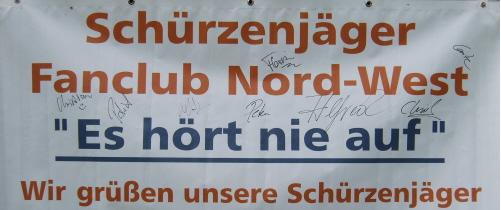 Schürzenjäger
Fanclub Nord-West
"Es hört nie auf"
Wir grüßen unsere Schürzenjäger